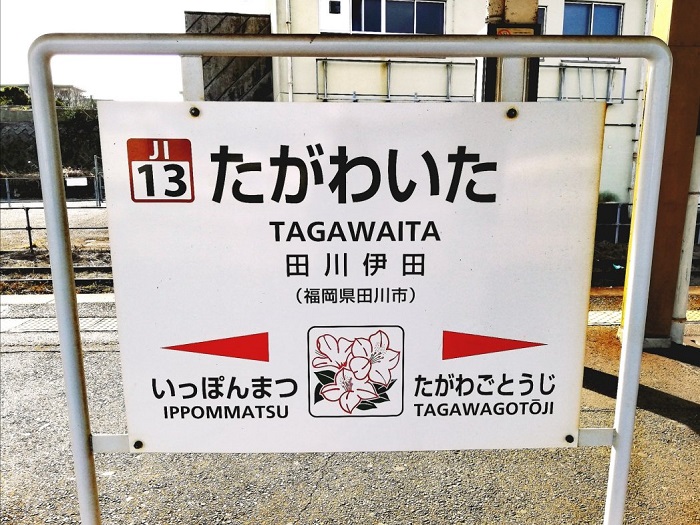 JI
13
たがわいた
TAGAWAITA
田川伊田
（福岡県田川市）
いっぽんまつ
IPPOMMATSU
たがわごとうじ
TAGAWAGOTŌJI